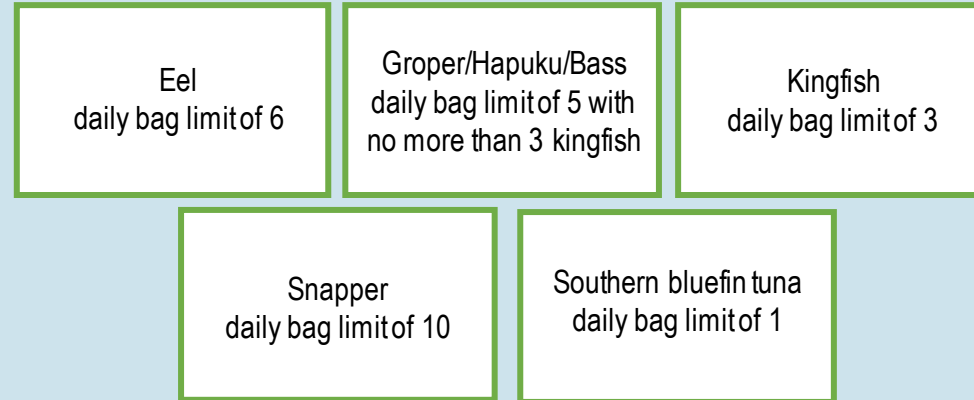 Eel
daily bag limit of 6
Groper/Hapuku/Bass
daily bag limit of 5 with
no more than 3 kingfish
Kingfish
daily bag limit of 3
Snapper
daily bag limit of 10
Southern bluefin tuna
daily bag limit of 1